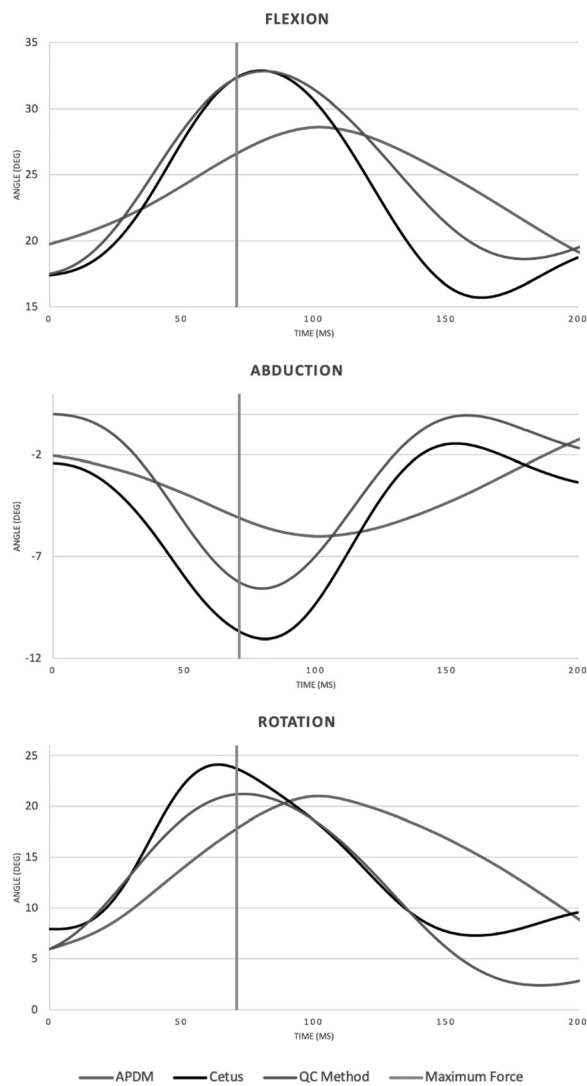 FLEXION
35
30
25
20
15
ANGLE (DEG)
0 50 100 150 200
TIME (MS)
ABDUCTION
-2
-7
-12
ANGLE (DEG)
0 50 100 150 200
TIME (MS)
ROTATION
25
20
15
10
5
0
ANGLE (DEG)
0 50 100 150 200
TIME (MS)
APDM Cetus QC Method Maximum Force